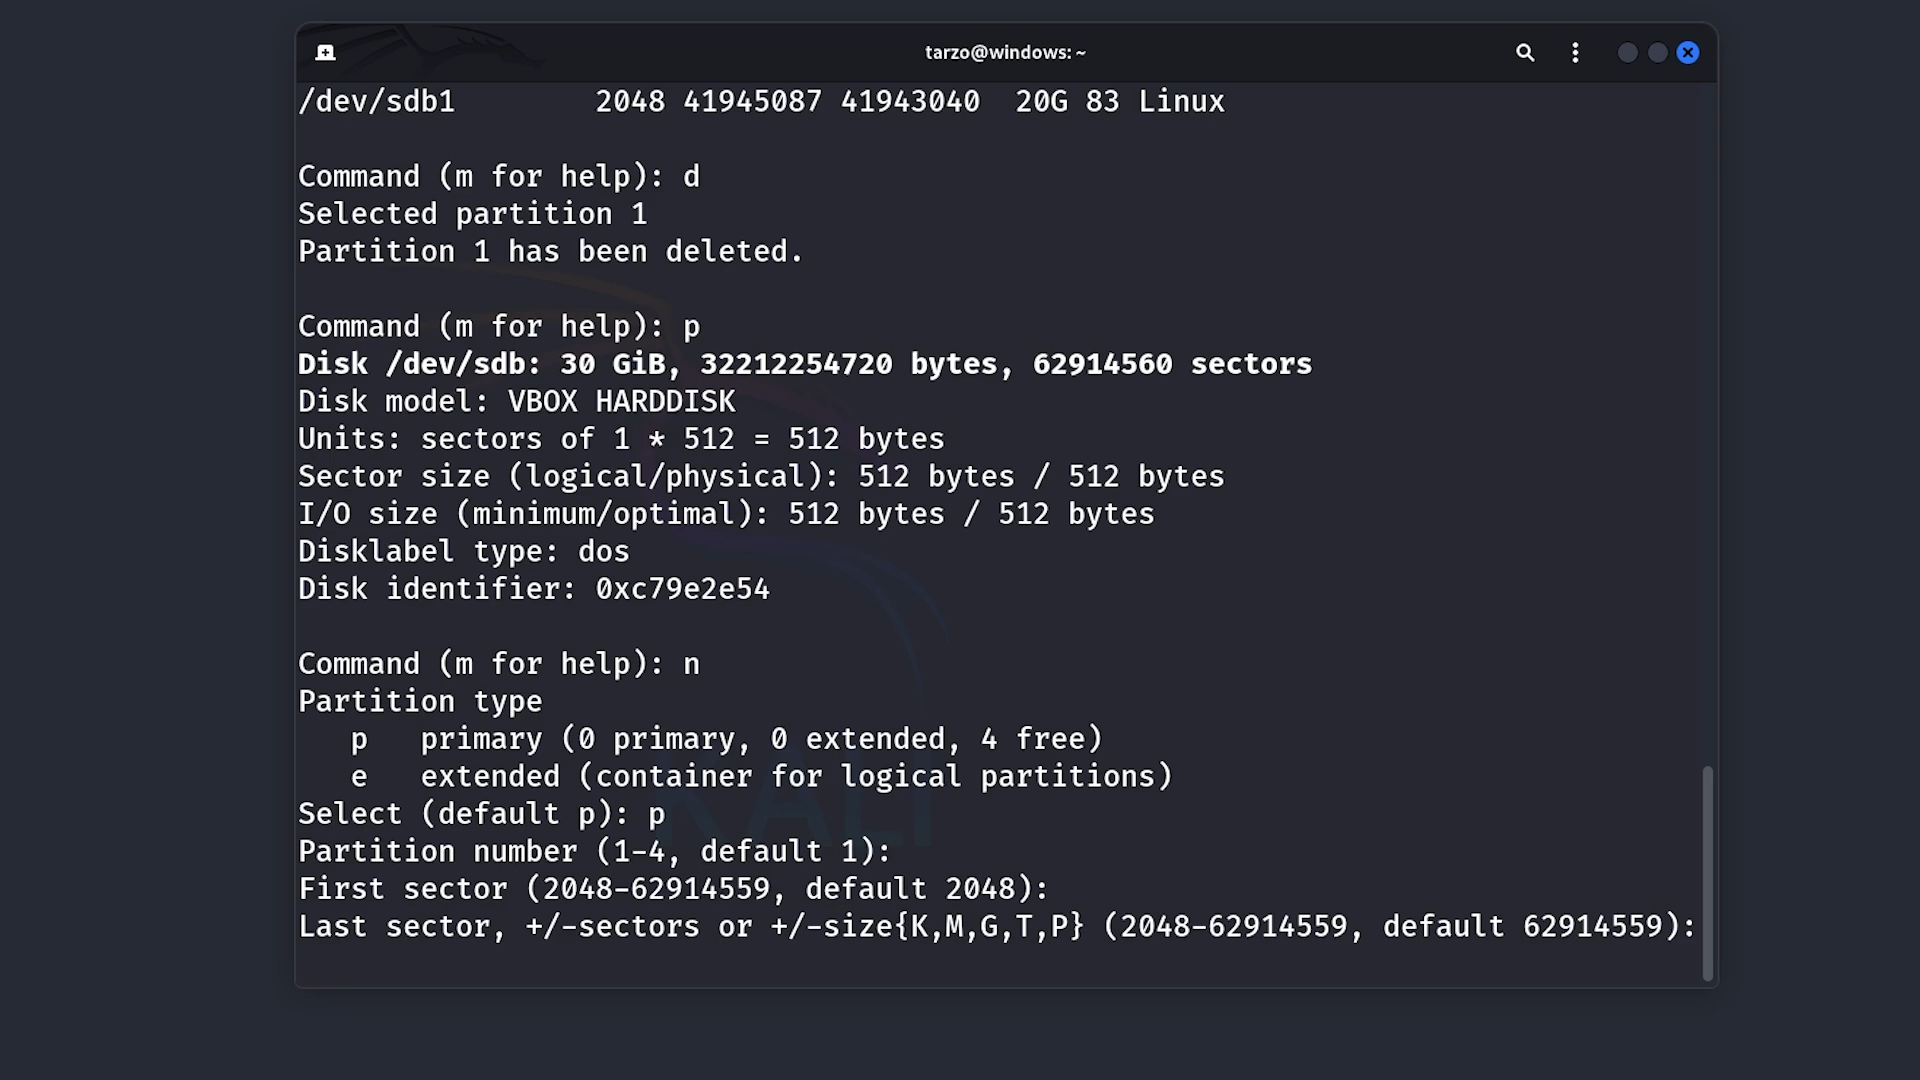 tarzo@windows: ~
/dev/sdb1        2048 41945087 41943040  20G 83 Linux
Command (m for help): d
Selected partition 1
Partition 1 has been deleted.
Command (m for help): p
Disk /dev/sdb: 30 GiB, 32212254720 bytes, 62914560 sectors
Disk model: VBOX HARDDISK
Units: sectors of 1 * 512 = 512 bytes
Sector size (logical/physical): 512 bytes / 512 bytes
I/O size (minimum/optimal): 512 bytes / 512 bytes
Disklabel type: dos
Disk identifier: 0xc79e2e54
Command (m for help): n
Partition type
   p   primary (0 primary, 0 extended, 4 free)
   e   extended (container for logical partitions)
Select (default p): p
KALI
Partition number (1-4, default 1):
First sector (2048-62914559, default 2048):
Last sector, +/-sectors or +/-size{K,M,G,T,P} (2048-62914559, default 62914559):